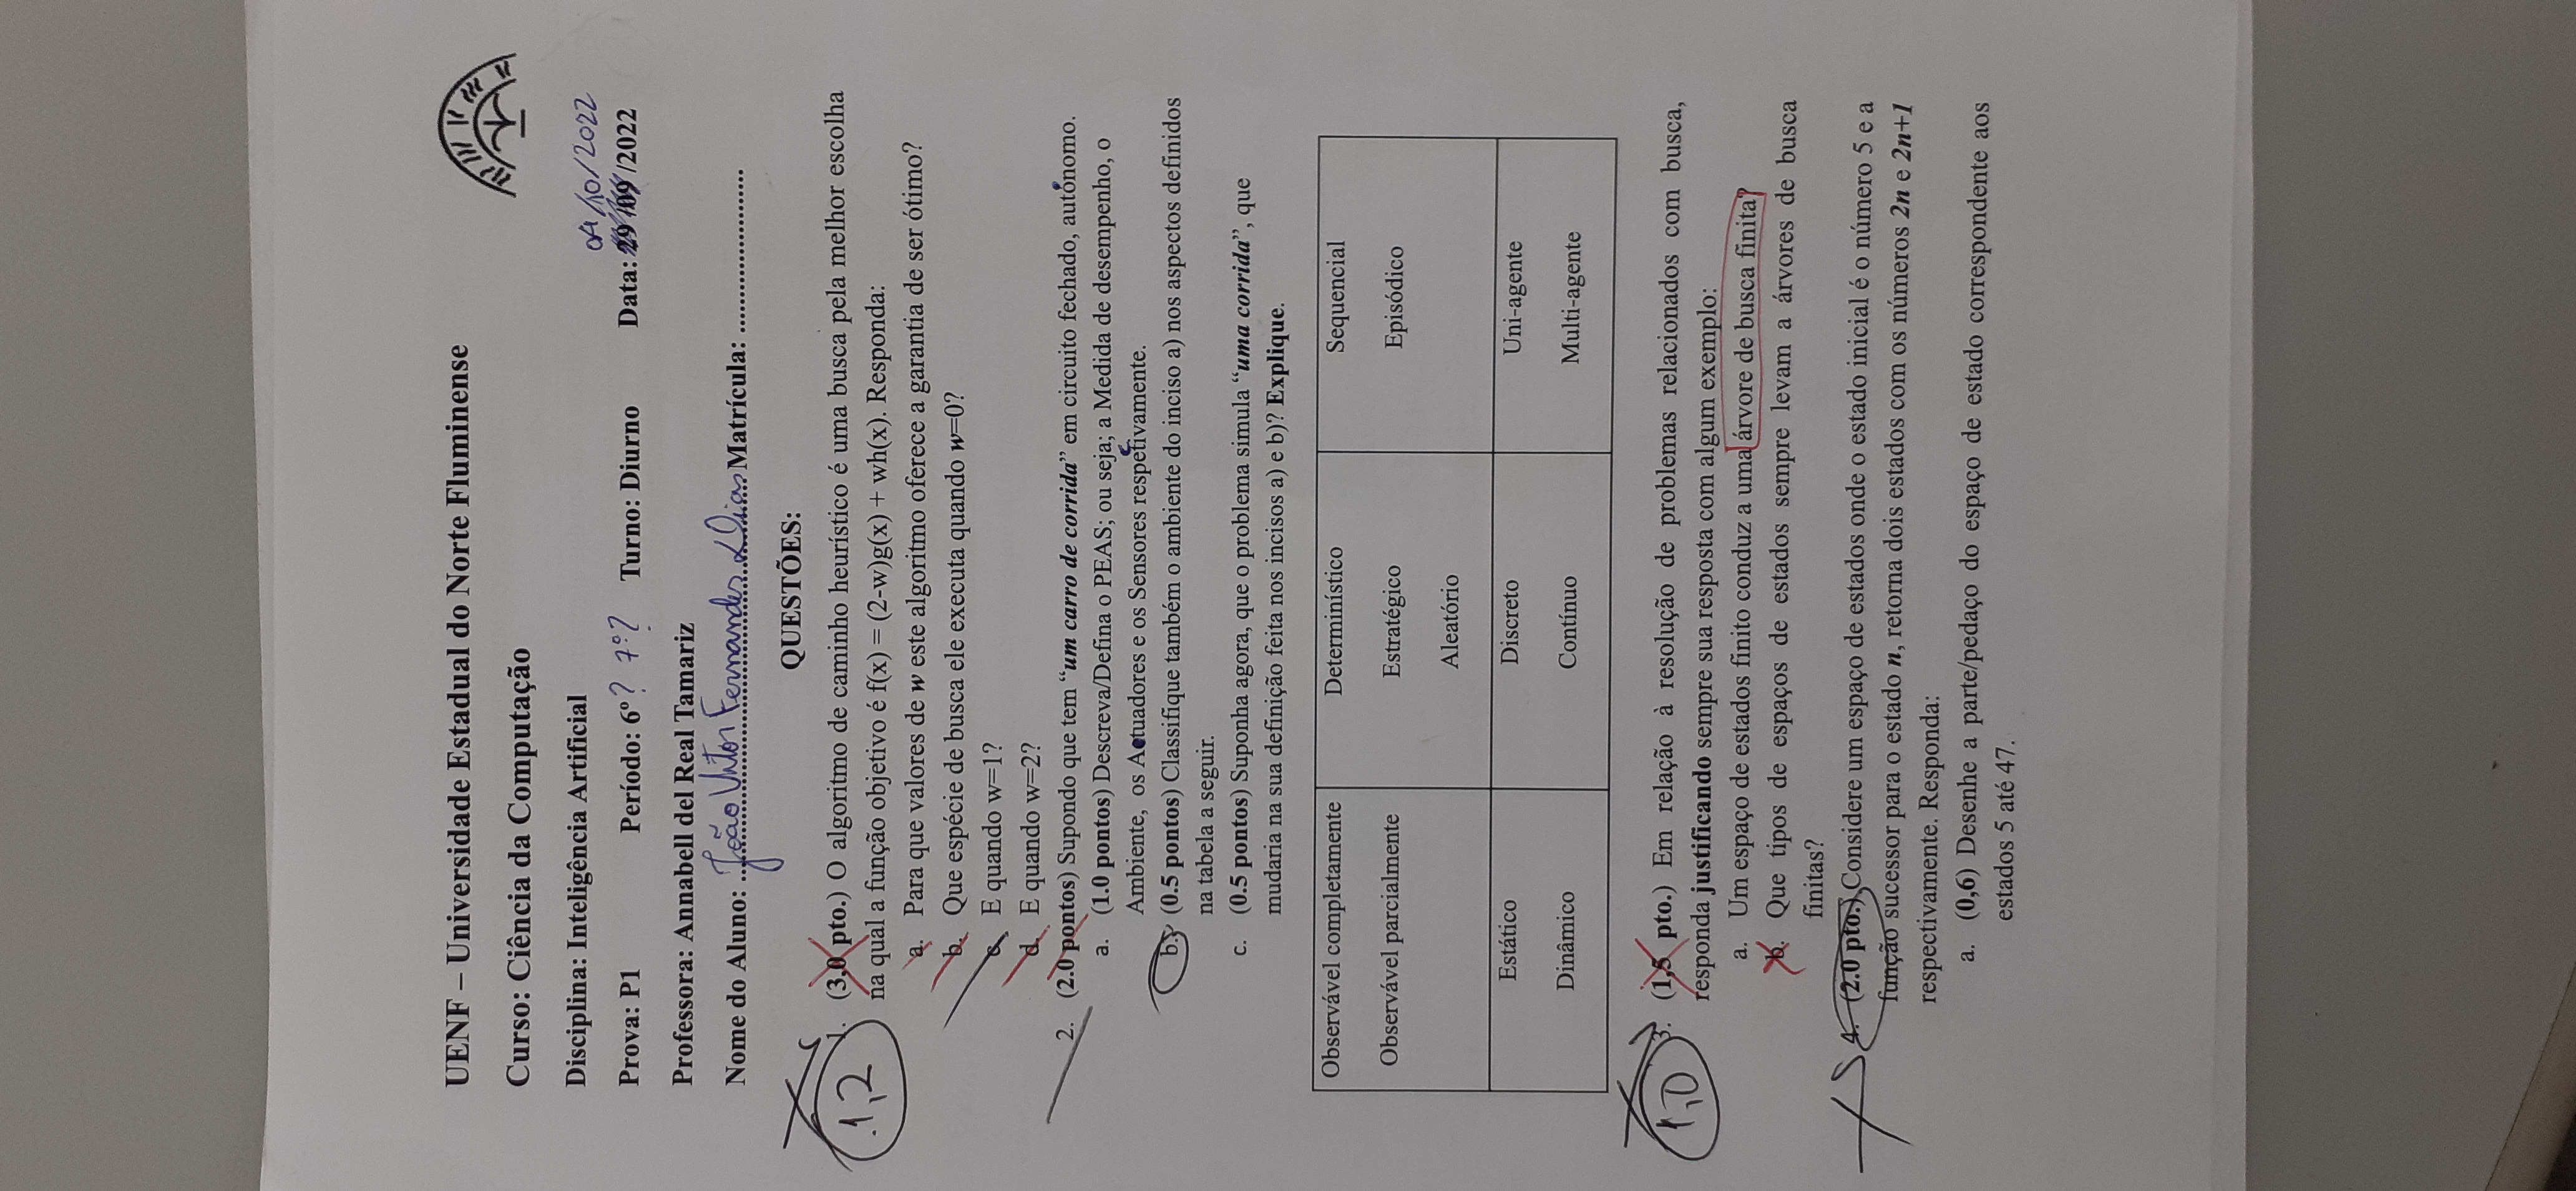 UENF – Universidade Estadual do Norte Fluminense
Curso: Ciência da Computação
Disciplina: Inteligência Artificial
04/10/2022
Prova: P1 Período: 6º ? 7º? Turno: Diurno Data: 29/09/2022
Professora: Annabell del Real Tamariz
Nome do Aluno: João Vitor Fernandes Dias Matrícula: ........................
QUESTÕES:
1,2
1. (3,0 pto.) O algoritmo de caminho heurístico é uma busca pela melhor escolha
na qual a função objetivo é f(x) = (2-w)g(x) + wh(x). Responda:
a. Para que valores de w este algoritmo oferece a garantia de ser ótimo?
b. Que espécie de busca ele executa quando w=0?
c. E quando w=1?
d. E quando w=2?
2. (2.0 pontos) Supondo que tem “um carro de corrida” em circuito fechado, autónomo.
a. (1.0 pontos) Descreva/Defina o PEAS; ou seja; a Medida de desempenho, o
Ambiente, os Actuadores e os Sensores respetivamente.
b. (0.5 pontos) Classifique também o ambiente do inciso a) nos aspectos definidos
na tabela a seguir.
c. (0.5 pontos) Suponha agora, que o problema simula “uma corrida”, que
mudaria na sua definição feita nos incisos a) e b)? Explique.
Observável completamente Determinístico Sequencial
Observável parcialmente Estratégico Episódico
Aleatório
Estático Discreto Uni-agente
Dinâmico Contínuo Multi-agente
1,0
3. (1,5 pto.) Em relação à resolução de problemas relacionados com busca,
responda justificando sempre sua resposta com algum exemplo:
a. Um espaço de estados finito conduz a uma árvore de busca finita?
b. Que tipos de espaços de estados sempre levam a árvores de busca
finitas?
4. (2.0 pto.) Considere um espaço de estados onde o estado inicial é o número 5 e a
função sucessor para o estado n, retorna dois estados com os números 2n e 2n+1
respectivamente. Responda:
a. (0,6) Desenhe a parte/pedaço do espaço de estado correspondente aos
estados 5 até 47.